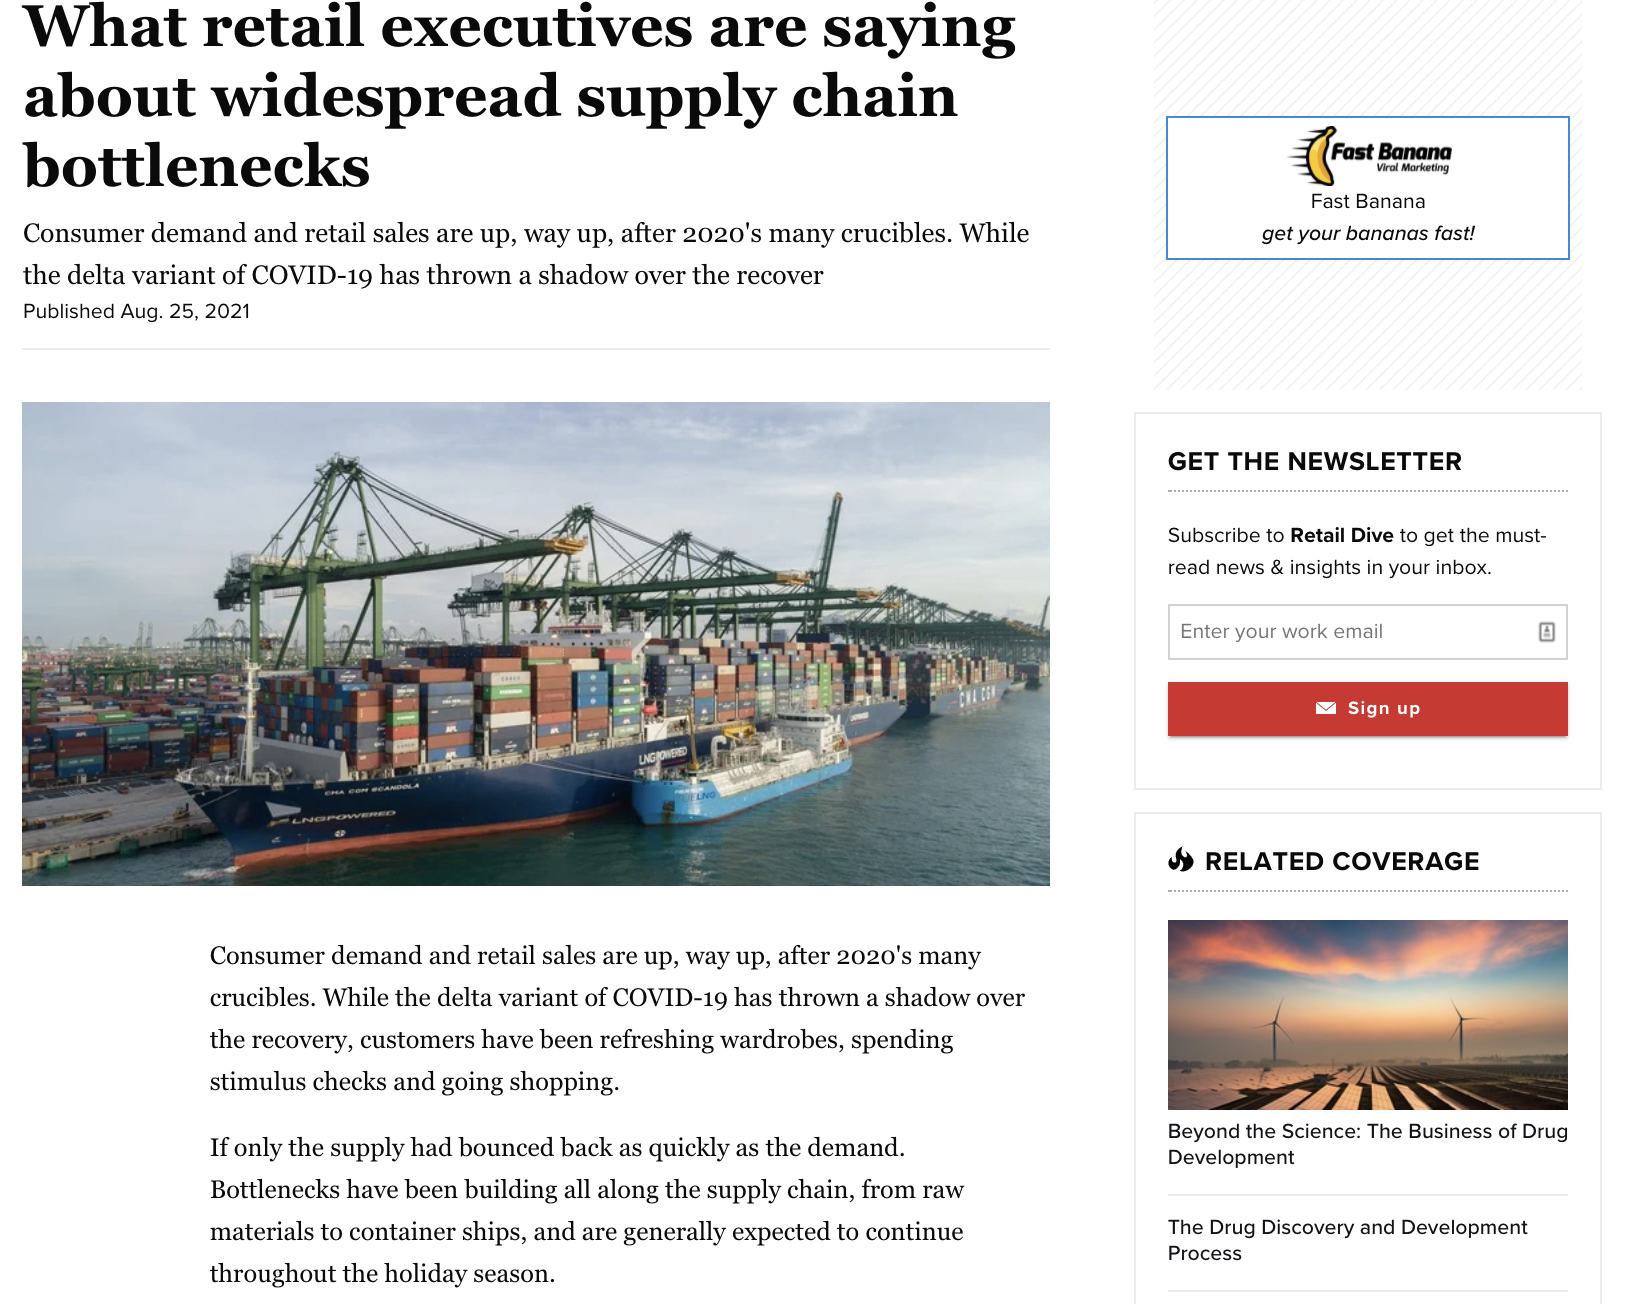 What retail executives are saying
about widespread supply chain
bottlenecks
Consumer demand and retail sales are up, way up, after 2020's many crucibles. While
the delta variant of COVID-19 has thrown a shadow over the recover
Published Aug. 25, 2021
CMA CGM
LNGPOWERED
CMA CGM SCANDOLA
LNGPOWERED
FUELNG
Consumer demand and retail sales are up, way up, after 2020's many
crucibles. While the delta variant of COVID-19 has thrown a shadow over
the recovery, customers have been refreshing wardrobes, spending
stimulus checks and going shopping.
If only the supply had bounced back as quickly as the demand.
Bottlenecks have been building all along the supply chain, from raw
materials to container ships, and are generally expected to continue
throughout the holiday season.
Fast Banana
Viral Marketing
Fast Banana
get your bananas fast!
GET THE NEWSLETTER
Subscribe to Retail Dive to get the must-
read news & insights in your inbox.
Enter your work email
Sign up
RELATED COVERAGE
Beyond the Science: The Business of Drug
Development
The Drug Discovery and Development
Process